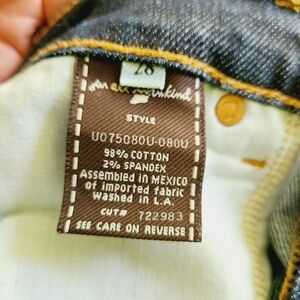 28
for all mankind
STYLE
U075080U-080U
98% COTTON
2% SPANDEX
Assembled in MEXICO
of imported fabric
Washed in L.A.
CUT# 722983
SEE CARE ON REVERSE